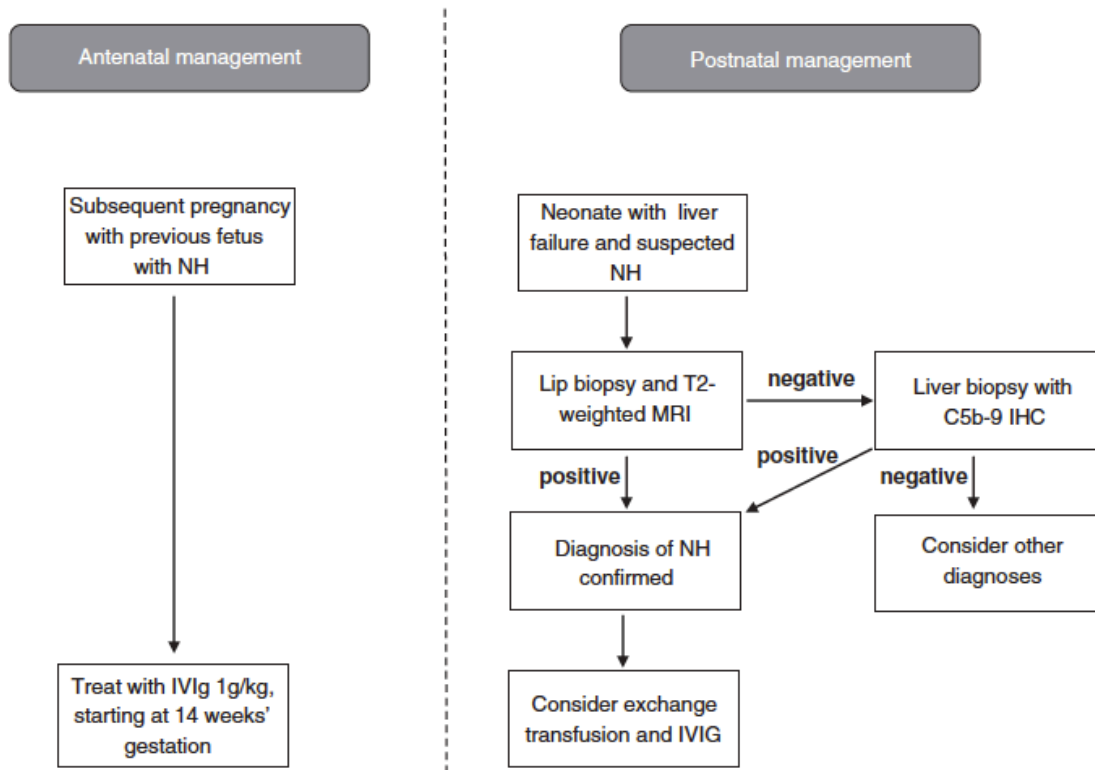 Antenatal management
Postnatal management
Subsequent pregnancy
with previous fetus
with NH
Treat with IVIg 1g/kg,
starting at 14 weeks'
gestation
Neonate with liver
failure and suspected
NH
Lip biopsy and T2-
weighted MRI
negative
Liver biopsy with
C5b-9 IHC
positive
positive
negative
Diagnosis of NH
confirmed
Consider other
diagnoses
Consider exchange
transfusion and IVIG